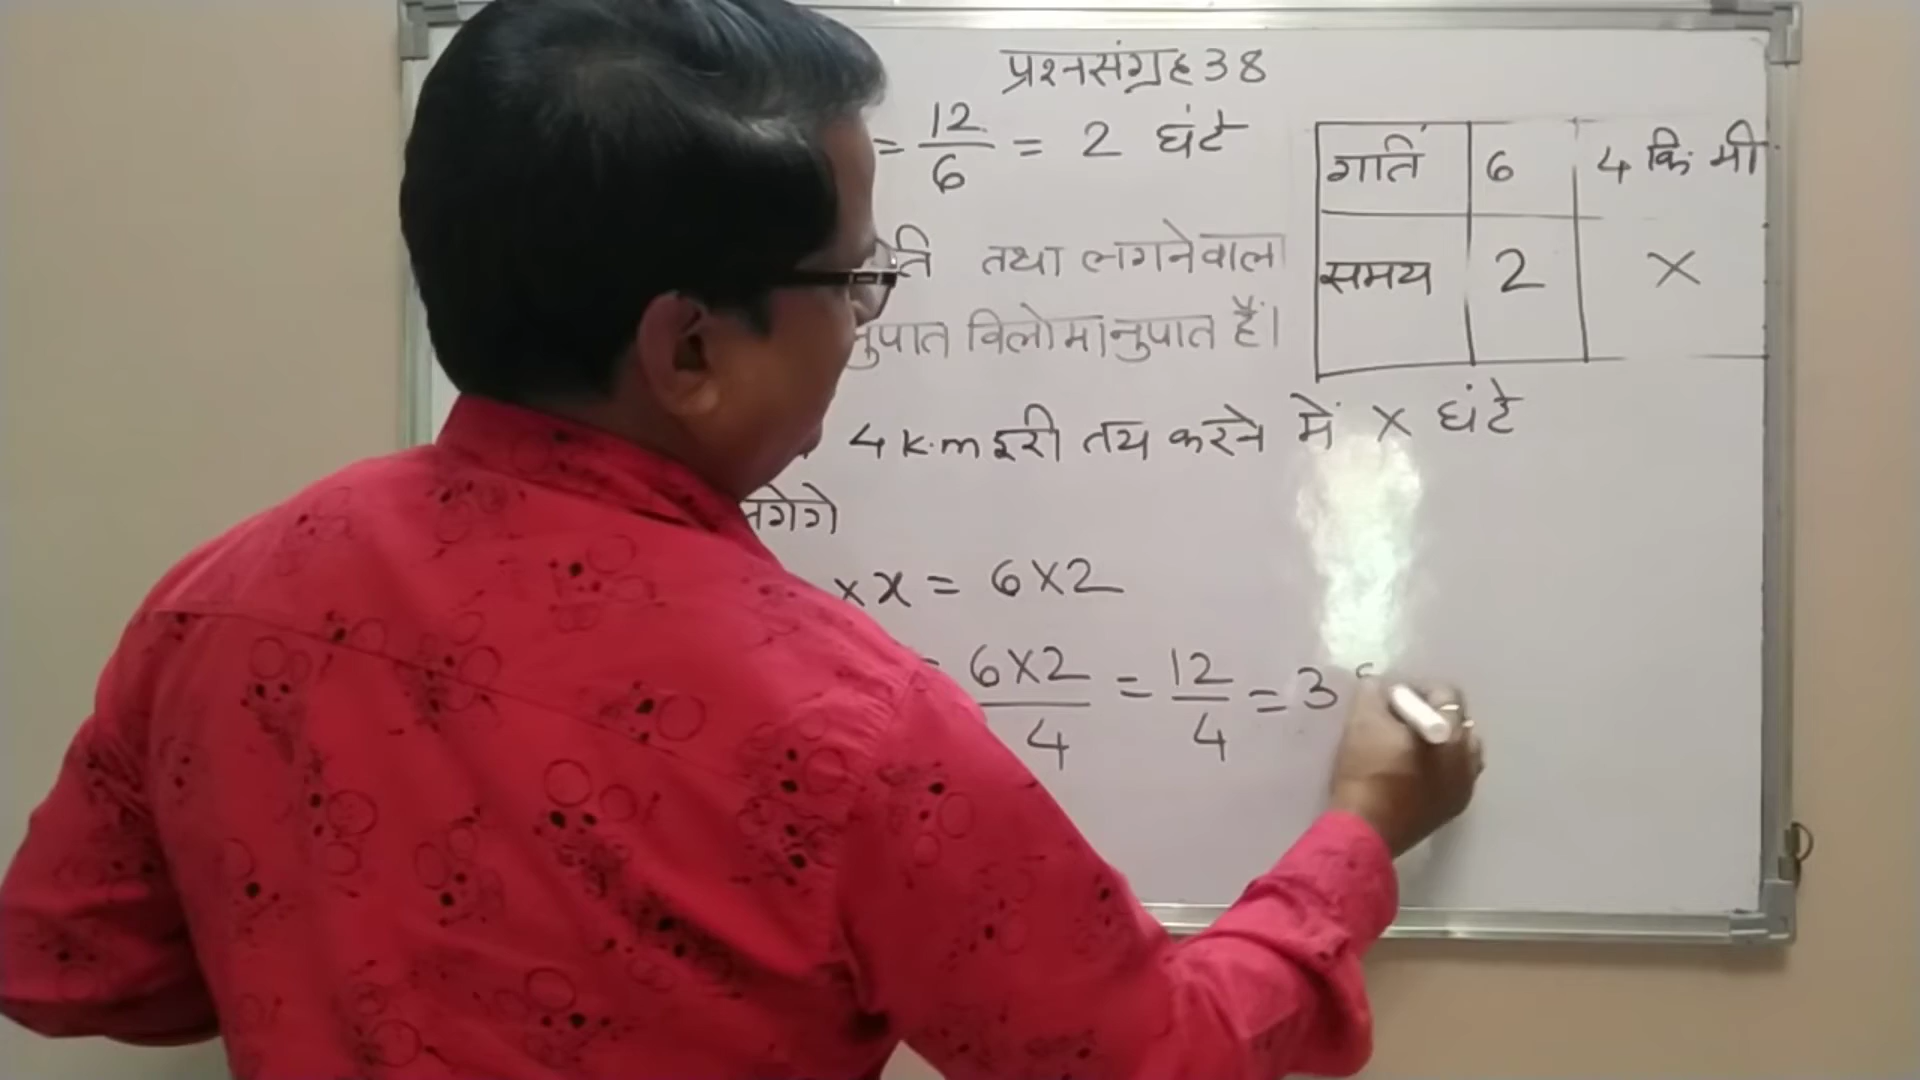 प्रश्नसंग्रह 38
= 12/6 = 2 घंटे
गति 6 4 कि. मी
समय 2 x
तथा लगनेवाला
विलोमानुपात हैं।
4 k.m दूरी तय करने में x घंटे
लगेगे
x x = 6x2
= 6x2/4 = 12/4 = 3